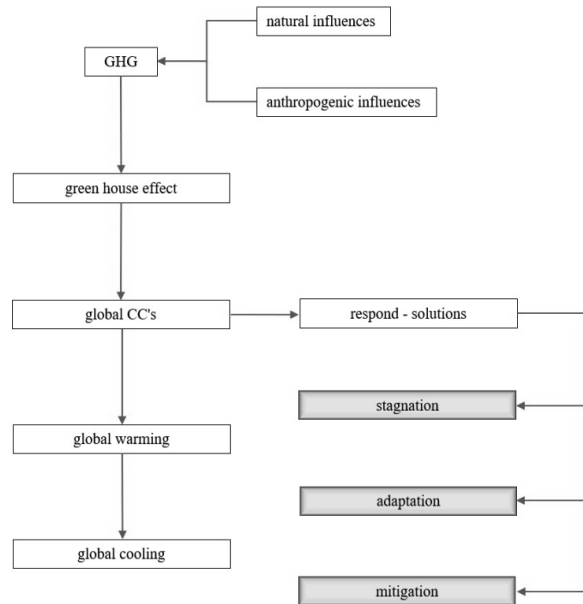 natural influences
GHG
anthropogenic influences
green house effect
global CC's
respond - solutions
stagnation
global warming
adaptation
global cooling
mitigation